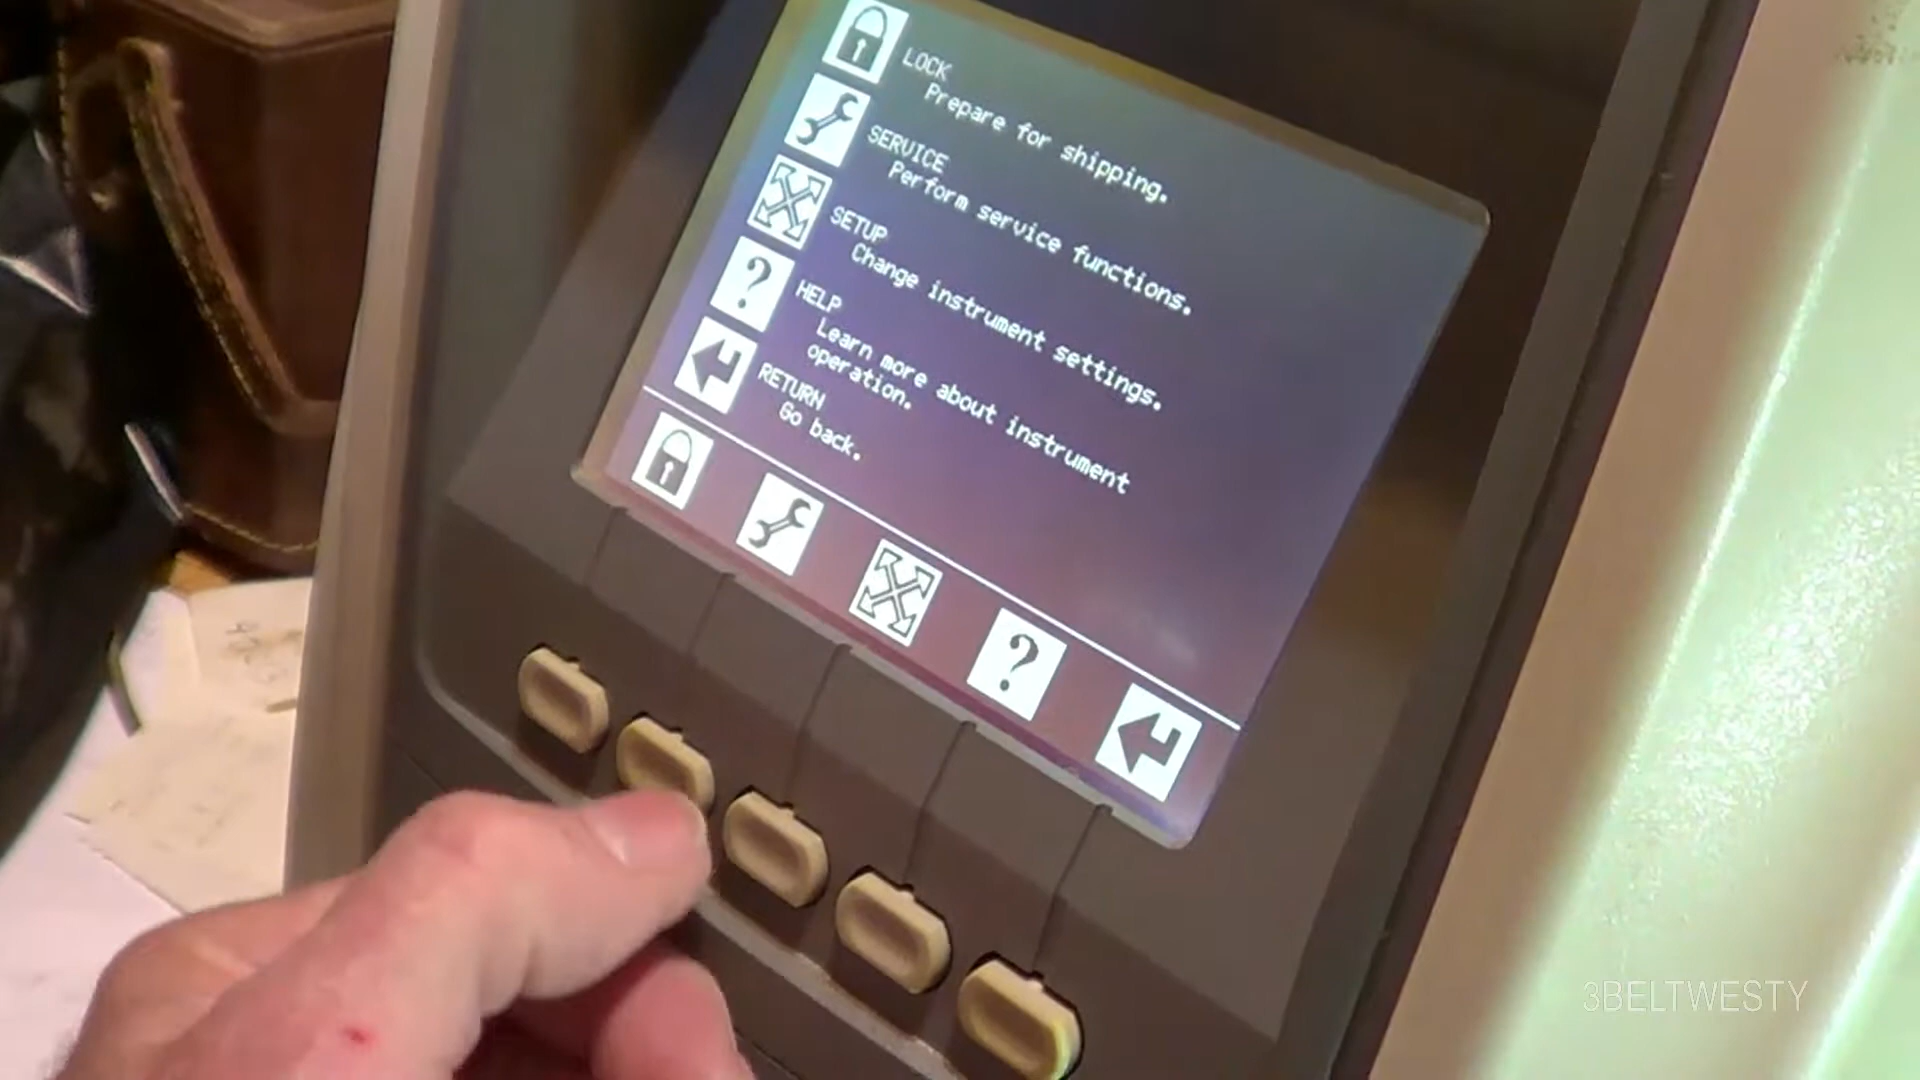 LOCK
Prepare for shipping.
SERVICE
Perform service functions.
SETUP
Change instrument settings.
?
HELP
Learn more about instrument
operation.
RETURN
Go back.
?
3BELTWESTY